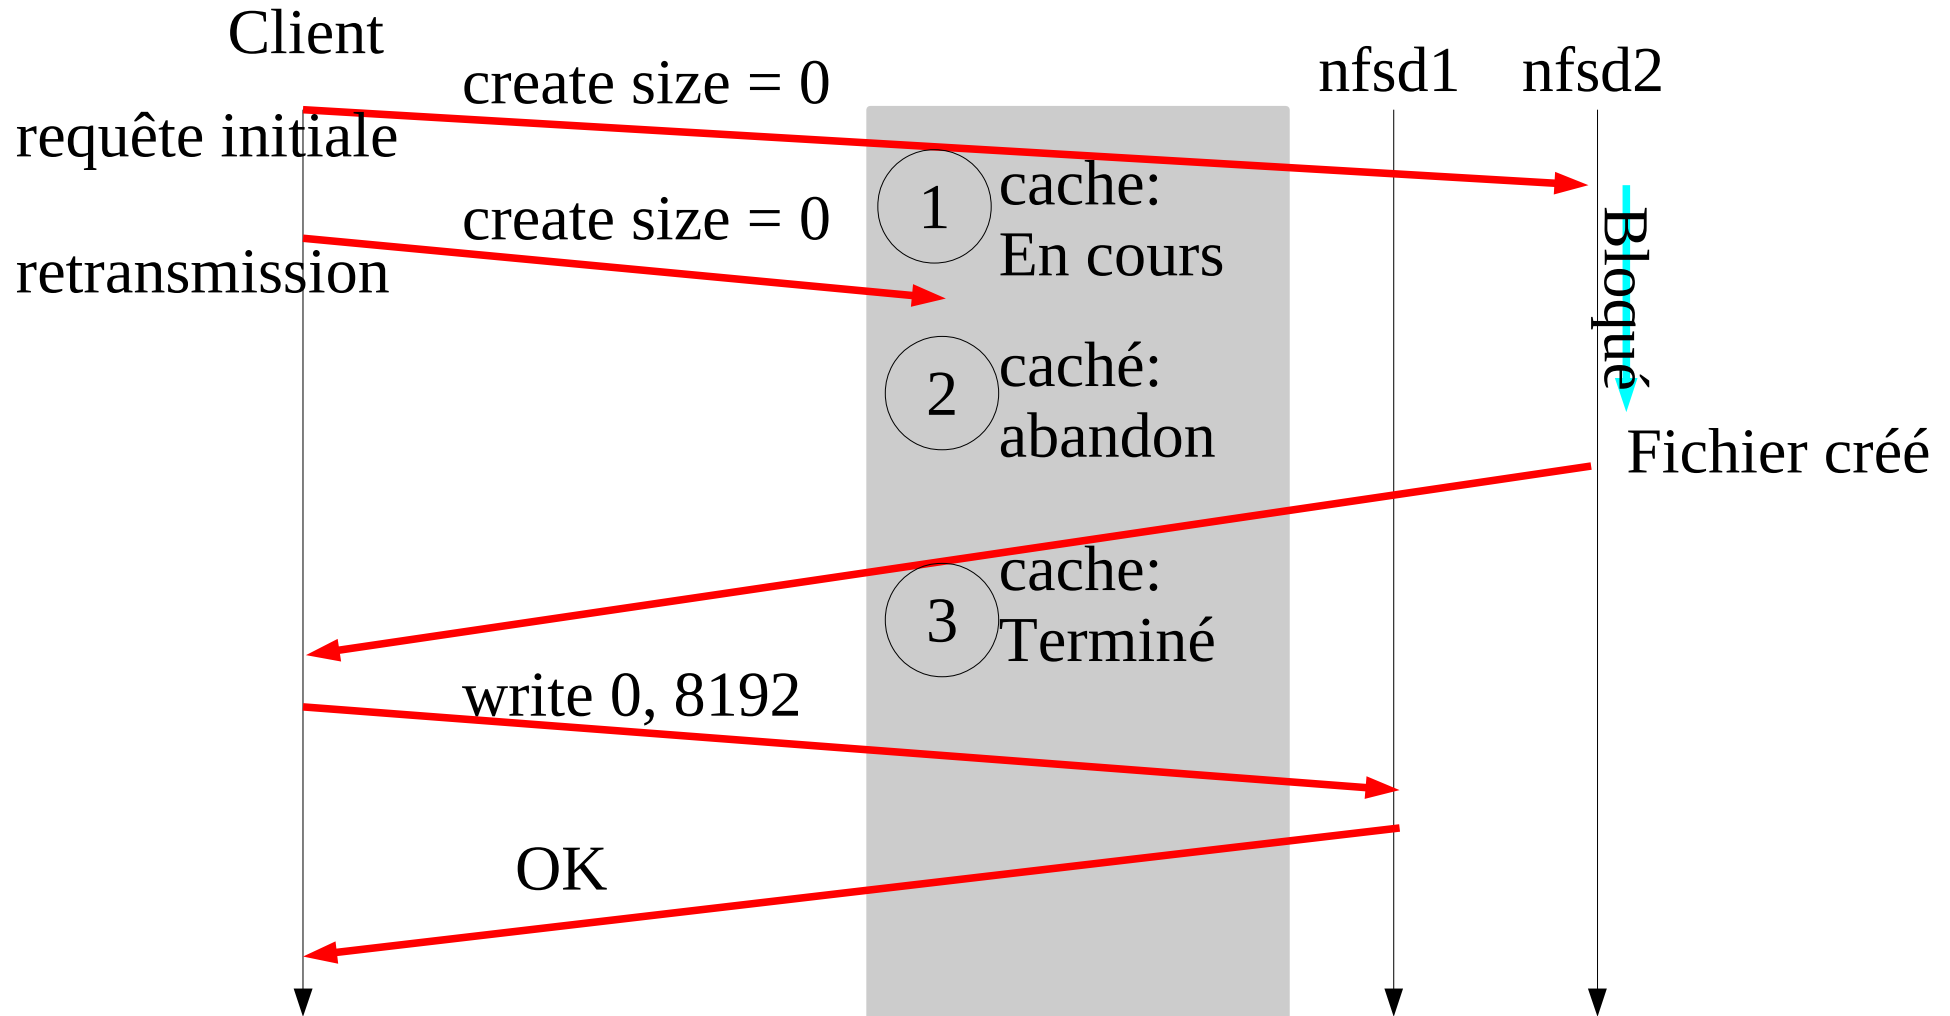 Client
nfsd1
nfsd2
create size = 0
requête initiale
1
cache:
En cours
create size = 0
retransmission
Bloqué
2
caché:
abandon
Fichier créé
3
cache:
Terminé
write 0, 8192
OK